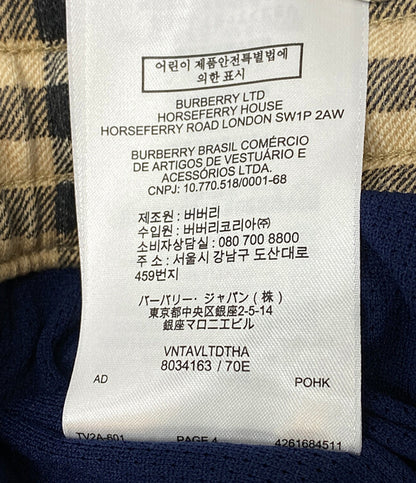 어린이 제품안전특별법에
의한 표시
BURBERRY LTD
HORSEFERRY HOUSE
HORSEFERRY ROAD LONDON SW1P 2AW
BURBERRY BRASIL COMÉRCIO
DE ARTIGOS DE VESTUÁRIO E
ACESSÓRIOS LTDA.
CNPJ: 10.770.518/0001-68
제조원 : 버버리
수입원 : 버버리코리아㈜
소비자상담실 : 080 700 8800
주소 : 서울시 강남구 도산대로
459번지
バーバリー・ジャパン（株）
東京都中央区銀座2-5-14
銀座マロニエビル
VNTAVLTDTHA
8034163 / 70E
AD POHK
TV2A-601 PAGE 4 4261684511